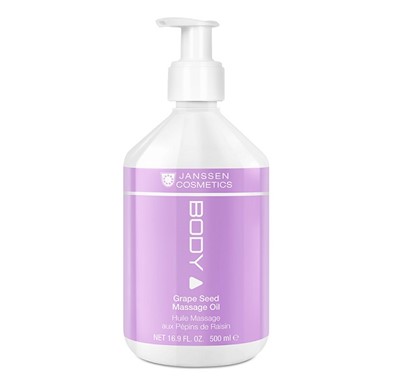 JANSSEN
COSMETICS
BODY
Grape Seed
Massage Oil
Huile Massage
aux Pépins de Raisin
NET 16.9 FL. OZ. 500 ml e